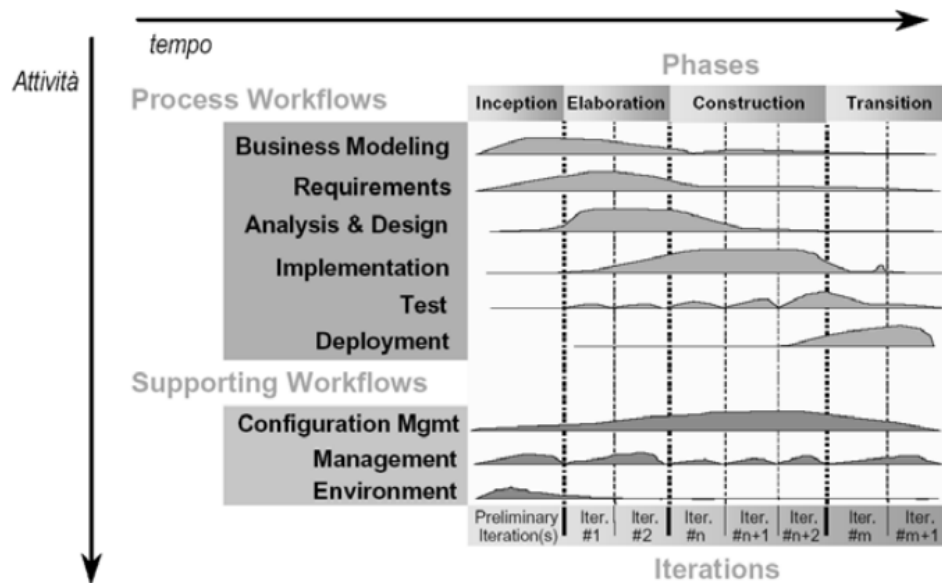 tempo
Attività
Phases
Process Workflows
Inception Elaboration Construction Transition
Business Modeling
Requirements
Analysis & Design
Implementation
Test
Deployment
Supporting Workflows
Configuration Mgmt
Management
Environment
Preliminary Iter. Iter. Iter. Iter. Iter. Iter. Iter.
Iteration(s) #1 #2 #n #n+1 #n+2 #m #m+1
Iterations